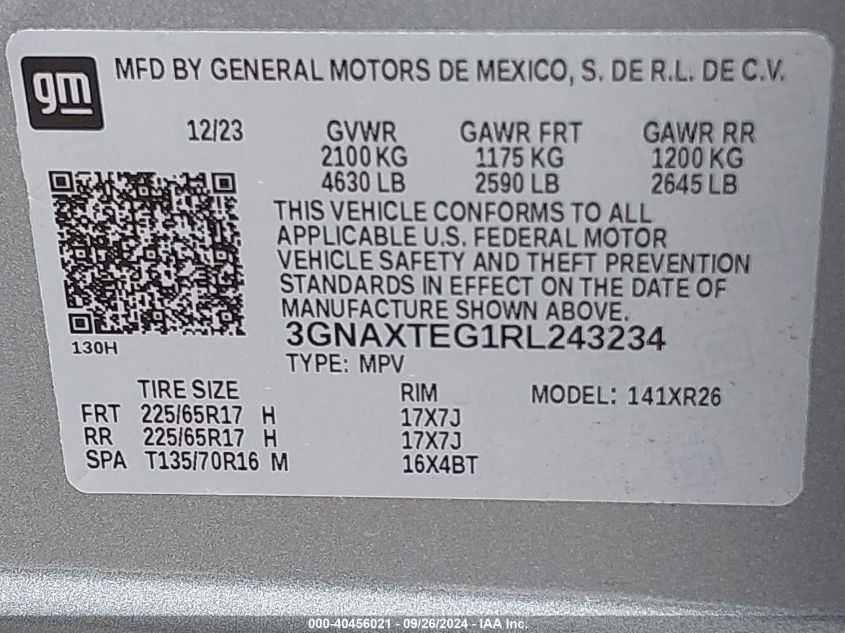 gm
MFD BY GENERAL MOTORS DE MEXICO, S. DE R.L. DE C.V.
12/23 GVWR GAWR FRT GAWR RR
2100 KG 1175 KG 1200 KG
4630 LB 2590 LB 2645 LB
THIS VEHICLE CONFORMS TO ALL
APPLICABLE U.S. FEDERAL MOTOR
VEHICLE SAFETY AND THEFT PREVENTION
STANDARDS IN EFFECT ON THE DATE OF
MANUFACTURE SHOWN ABOVE.
3GNAXTEG1RL243234
130H
TYPE: MPV
TIRE SIZE RIM MODEL: 141XR26
FRT 225/65R17 H 17X7J
RR 225/65R17 H 17X7J
SPA T135/70R16 M 16X4BT
000-40456021 - 09/26/2024 - IAA Inc.